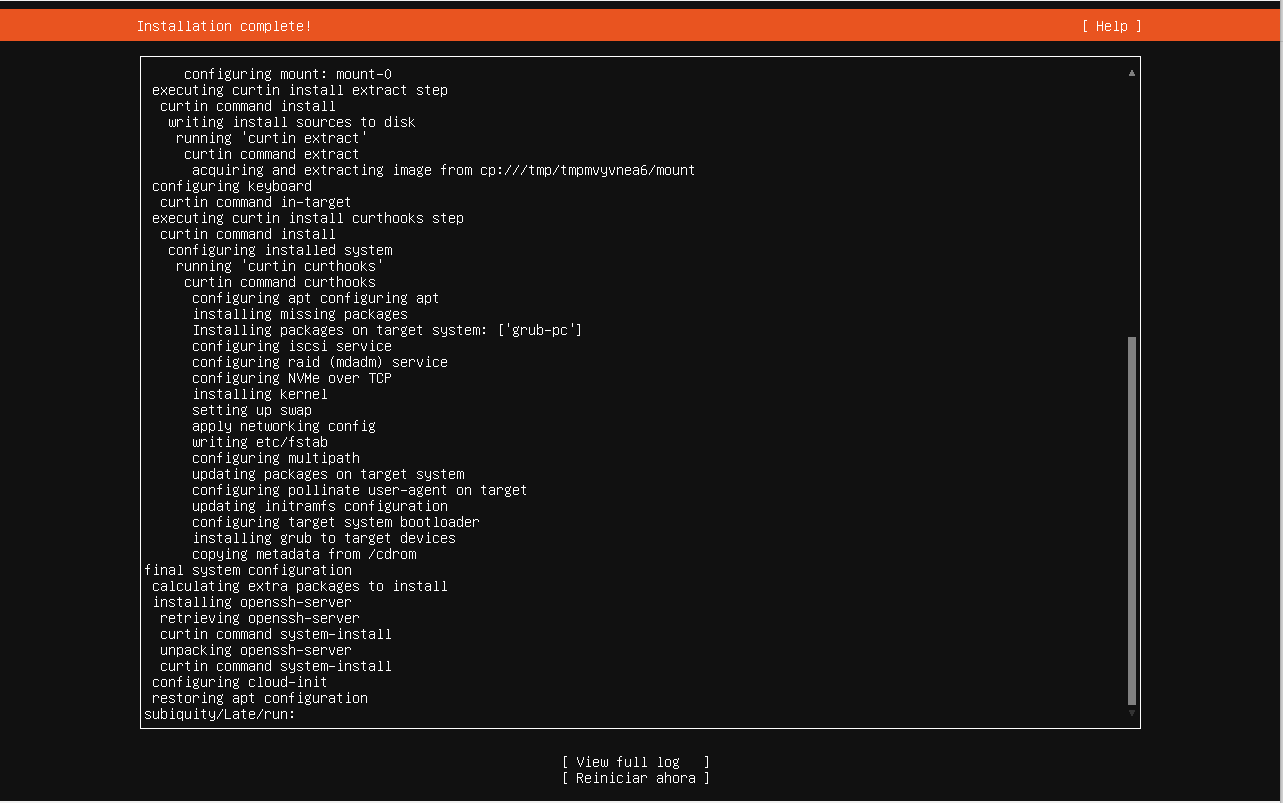 Installation complete! [ Help ]
configuring mount: mount-0
executing curtin install extract step
curtin command install
writing install sources to disk
running 'curtin extract'
curtin command extract
acquiring and extracting image from cp:///tmp/tmpmvyvnea6/mount
configuring keyboard
curtin command in-target
executing curtin install curthooks step
curtin command install
configuring installed system
running 'curtin curthooks'
curtin command curthooks
configuring apt configuring apt
installing missing packages
Installing packages on target system: ['grub-pc']
configuring iscsi service
configuring raid (mdadm) service
configuring NVMe over TCP
installing kernel
setting up swap
apply networking config
writing etc/fstab
configuring multipath
updating packages on target system
configuring pollinate user-agent on target
updating initramfs configuration
configuring target system bootloader
installing grub to target devices
copying metadata from /cdrom
final system configuration
calculating extra packages to install
installing openssh-server
retrieving openssh-server
curtin command system-install
unpacking openssh-server
curtin command system-install
configuring cloud-init
restoring apt configuration
subiquity/Late/run:
[ View full log ]
[ Reiniciar ahora ]